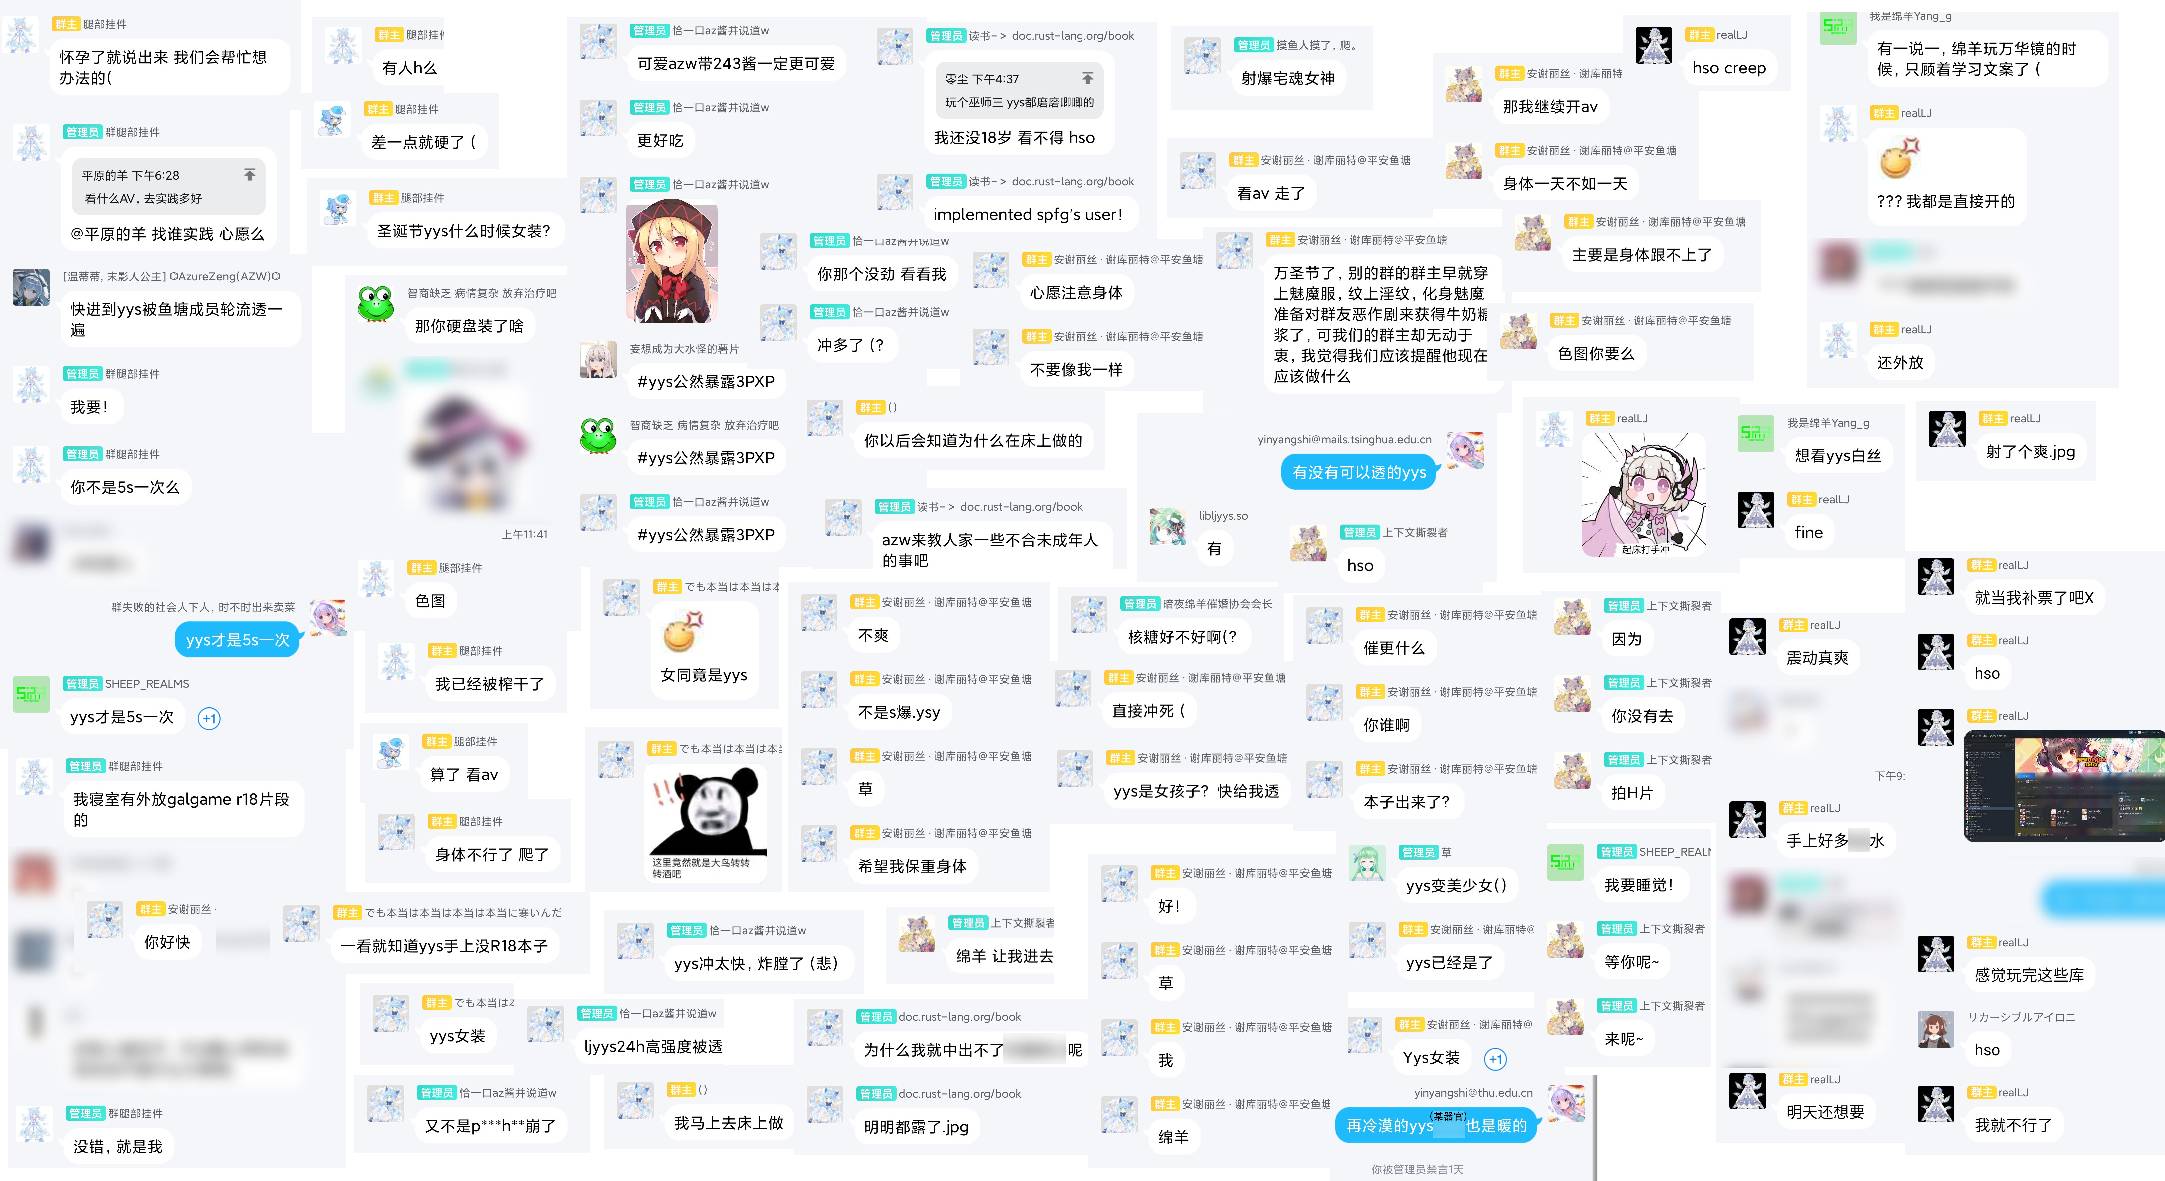 群主 腿部挂件
怀孕了就说出来 我们会帮忙想
办法的(
管理员 群腿部挂件
平原的羊 下午6:28
看什么AV，去实践多好
@平原的羊 找谁实践 心愿么
[温蒂蒂, 末影人公主] OAzureZeng(AZW)O
快进到yys被鱼塘成员轮流透一
遍
管理员 群腿部挂件
我要！
管理员 群腿部挂件
你不是5s一次么
群失败的社会人下人，时不时出来卖菜
yys才是5s一次
管理员 SHEEP_REALMS
yys才是5s一次
+1
管理员 群腿部挂件
我寝室有外放galgame r18片段
的
群主 安谢丽丝·
你好快
管理员 群腿部挂件
没错，就是我
群主 腿部挂件
有人h么
群主 腿部挂件
差一点就硬了（
群主 腿部挂件
圣诞节yys什么时候女装？
智商缺乏 病情复杂 放弃治疗吧
那你硬盘装了啥
上午11:41
群主 腿部挂件
色图
群主 腿部挂件
我已经被榨干了
群主 腿部挂件
算了 看av
群主 腿部挂件
身体不行了 爬了
群主 でも本当は本当は本当は本当に寒いんだ
一看就知道yys手上没R18本子
群主 でも本当は
yys女装
管理员 恰一口az酱并说道w
又不是p***h**崩了
管理员 恰一口az酱并说道w
可爱azw带243酱一定更可爱
管理员 恰一口az酱并说道w
更好吃
管理员 恰一口az酱并说道w
妄想成为大水怪的薯片
#yys公然暴露3PXP
智商缺乏 病情复杂 放弃治疗吧
#yys公然暴露3PXP
管理员 恰一口az酱并说道w
#yys公然暴露3PXP
群主 でも本当は本当は本
女同竟是yys
群主 でも本当は本当は本当
这里竟然就是大鸟转转
转酒吧
管理员 恰一口az酱并说道w
yys冲太快，炸膛了（悲）
管理员 恰一口az酱并说道w
ljyys24h高强度被透
群主 ()
我马上去床上做
管理员 读书-> doc.rust-lang.org/book
零尘 下午4:37
玩个巫师三 yys都磨磨唧唧的
我还没18岁 看不得 hso
管理员 读书-> doc.rust-lang.org/book
implemented spfg's user!
管理员 恰一口az酱并说道w
你那个没劲 看看我
管理员 恰一口az酱并说道w
冲多了（？
群主 安谢丽丝·谢库丽特@平安鱼
心愿注意身体
群主 安谢丽丝·谢库丽特@平安鱼
不要像我一样
群主 ()
你以后会知道为什么在床上做的
管理员 读书-> doc.rust-lang.org/book
azw来教人家一些不合未成年人
的事吧
群主 安谢丽丝·谢库丽特@平安鱼塘
不爽
群主 安谢丽丝·谢库丽特@平安鱼塘
不是s爆.ysy
群主 安谢丽丝·谢库丽特@平安鱼塘
草
群主 安谢丽丝·谢库丽特@平安鱼塘
希望我保重身体
管理员 上下文撕裂者
绵羊 让我进去
管理员 doc.rust-lang.org/book
为什么我就中出不了
呢
管理员 doc.rust-lang.org/book
明明都露了.jpg
管理员 摸鱼人摸了，爬。
射爆宅魂女神
群主 安谢丽丝·谢库丽特@平安鱼塘
看av 走了
群主 安谢丽丝·谢库丽特@平安鱼塘
万圣节了，别的群的群主早就穿
上魅魔服，纹上淫纹，化身魅魔
准备对群友恶作剧来获得牛奶糖
浆了，可我们的群主却无动于
衷，我觉得我们应该提醒他现在
应该做什么
yinyangshi@mails.tsinghua.edu.cn
有没有可以透的yys
libljyys.so
有
管理员 上下文撕裂者
hso
管理员 暗夜绵羊催婚协会会长
核糖好不好啊(？
群主 安谢丽丝·谢库丽特@平安鱼塘
直接冲死（
群主 安谢丽丝·谢库丽特@平安鱼塘
yys是女孩子？快给我透
群主 安谢丽丝·谢库丽特@平安鱼塘
好！
群主 安谢丽丝·谢库丽特@平安鱼塘
草
群主 安谢丽丝·谢库丽特@平安鱼塘
我
群主 安谢丽丝·谢库丽特@平安鱼塘
绵羊
群主 安谢丽丝·谢库丽特@平安鱼塘
催更什么
群主 安谢丽丝·谢库丽特@平安鱼塘
你谁啊
群主 安谢丽丝·谢库丽特@平安鱼塘
本子出来了？
管理员 草
yys变美少女()
群主 安谢丽丝·谢库丽特@
yys已经是了
群主 安谢丽丝·谢库丽特@
Yys女装
+1
yinyangshi@thu.edu.cn
(某器官)
再冷漠的yys
也是暖的
你被管理员禁言1天
群主 安谢丽丝·谢库丽特
那我继续开av
群主 安谢丽丝·谢库丽特@平安鱼塘
身体一天不如一天
群主 安谢丽丝·谢库丽特@平安鱼塘
主要是身体跟不上了
群主 安谢丽丝·谢库丽特@平安鱼塘
色图你要么
群主 realLJ
起床打手冲
管理员 上下文撕裂者
因为
管理员 上下文撕裂者
你没有去
管理员 上下文撕裂者
拍H片
管理员 SHEEP_REALM
我要睡觉！
管理员 上下文撕裂者
等你呢~
管理员 上下文撕裂者
来呢~
群主 realLJ
hso creep
我是绵羊Yang_g
有一说一，绵羊玩万华镜的时
候，只顾着学习文案了（
群主 realLJ
??? 我都是直接开的
群主 realLJ
还外放
我是绵羊Yang_g
想看yys白丝
群主 realLJ
fine
群主 realLJ
射了个爽.jpg
群主 realLJ
震动真爽
下午9:
群主 realLJ
手上好多
水
群主 realLJ
明天还想要
群主 realLJ
就当我补票了吧X
群主 realLJ
hso
群主 realLJ
群主 realLJ
感觉玩完这些库
リカーシブルアイロニ
hso
群主 realLJ
我就不行了